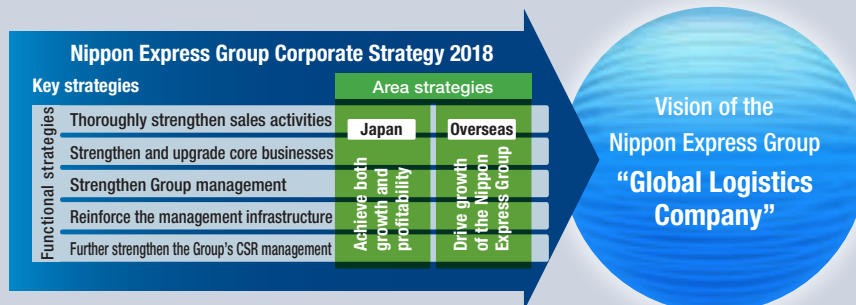 Nippon Express Group Corporate Strategy 2018
Key strategies
Area strategies
Functional strategies
Thoroughly strengthen sales activities
Strengthen and upgrade core businesses
Strengthen Group management
Reinforce the management infrastructure
Further strengthen the Group's CSR management
Japan
Achieve both
growth and
profitability
Overseas
Drive growth
of the Nippon
Express Group
Vision of the
Nippon Express Group
“Global Logistics
Company”